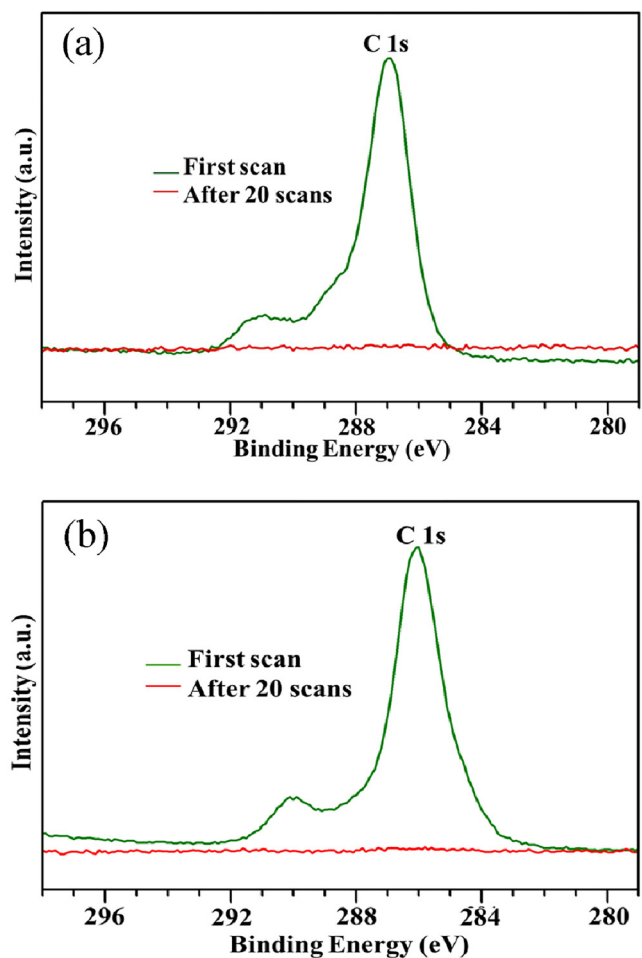 (a)
C 1s
First scan
After 20 scans
Intensity (a.u.)
296 292 288 284 280
Binding Energy (eV)
(b)
C 1s
First scan
After 20 scans
Intensity (a.u.)
296 292 288 284 280
Binding Energy (eV)